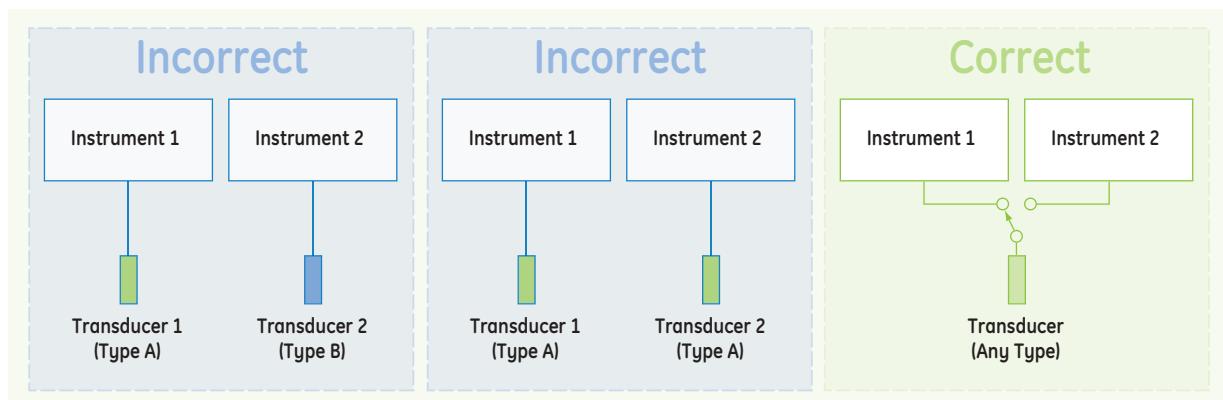 Incorrect
Instrument 1
Instrument 2
Transducer 1
(Type A)
Transducer 2
(Type B)
Incorrect
Instrument 1
Instrument 2
Transducer 1
(Type A)
Transducer 2
(Type A)
Correct
Instrument 1
Instrument 2
Transducer
(Any Type)